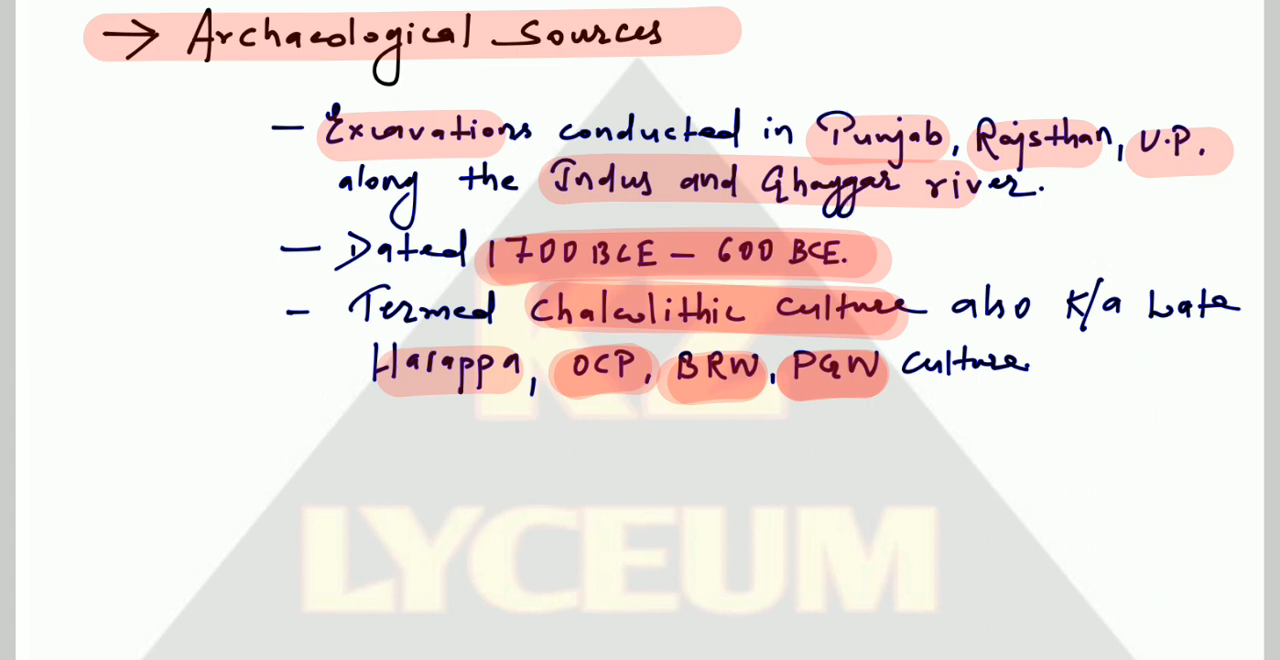 → Archaeological Sources
- Excavations conducted in Punjab, Rajsthan, U.P.
along the Indus and Ghaggar river.
- Dated 1700 BCE - 600 BCE.
- Termed Chalcolithic culture also K/a Late
Harappa, OCP, BRW, PGW culture.
KZ
LYCEUM